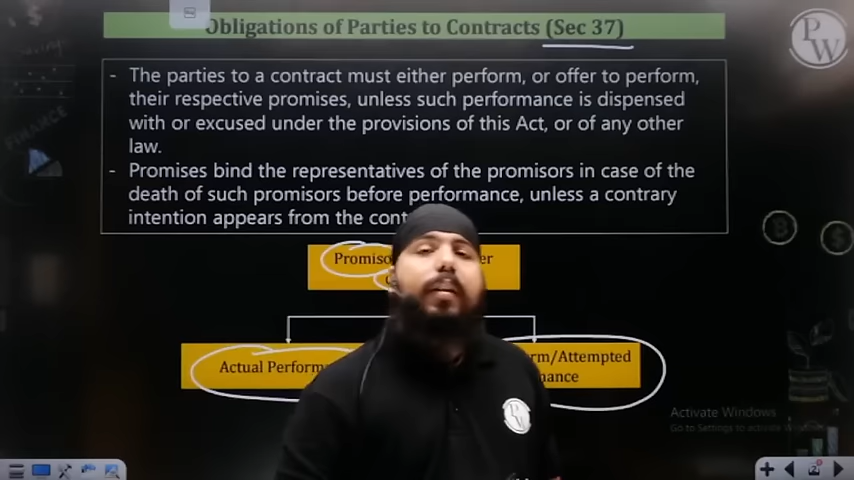 Obligations of Parties to Contracts (Sec 37)
P
W
- The parties to a contract must either perform, or offer to perform,
their respective promises, unless such performance is dispensed
with or excused under the provisions of this Act, or of any other
law.
- Promises bind the representatives of the promisors in case of the
death of such promisors before performance, unless a contrary
intention appears from the cont
FINANCE
Promiso er
Actual Perform rm/Attempted
ance
PW
Activate Windows
Go to Settings to activate Windows.